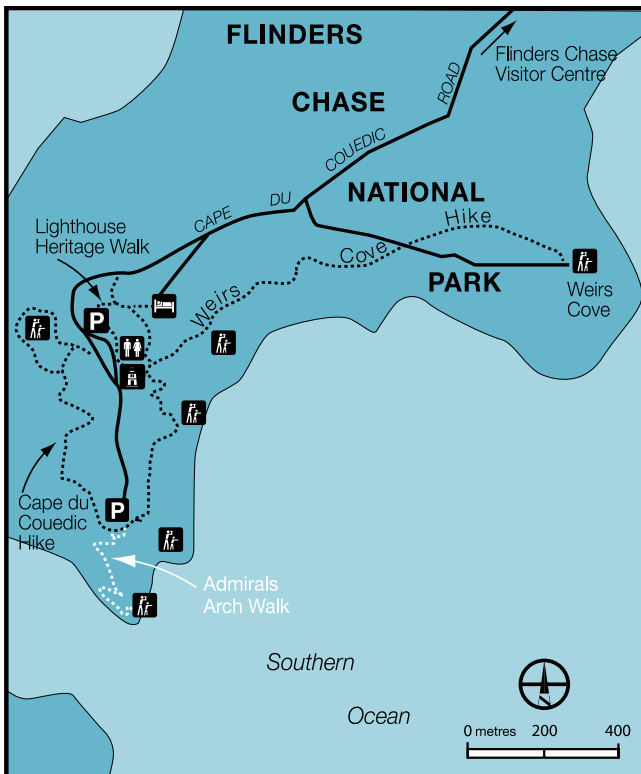 FLINDERS
Flinders Chase
Visitor Centre
CHASE
ROAD
COUEDIC
DU
CAPE
NATIONAL
Lighthouse
Heritage Walk
Hike
Cove
Weirs
PARK
Weirs
Cove
P
Cape du
Couedic
Hike
P
Admirals
Arch Walk
Southern
Ocean
N
0 metres 200 400